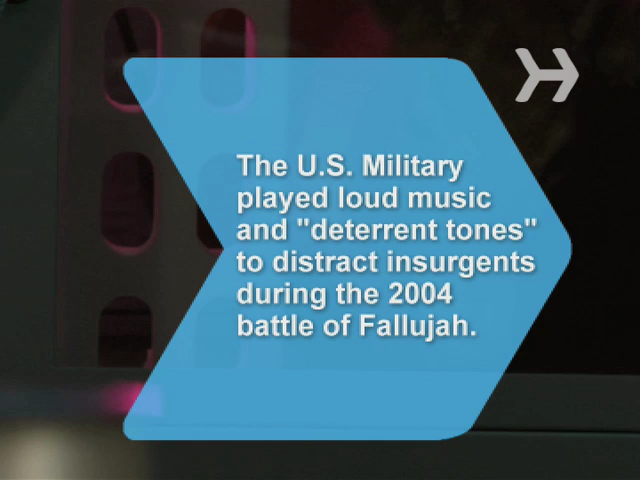 The U.S. Military
played loud music
and "deterrent tones"
to distract insurgents
during the 2004
battle of Fallujah.